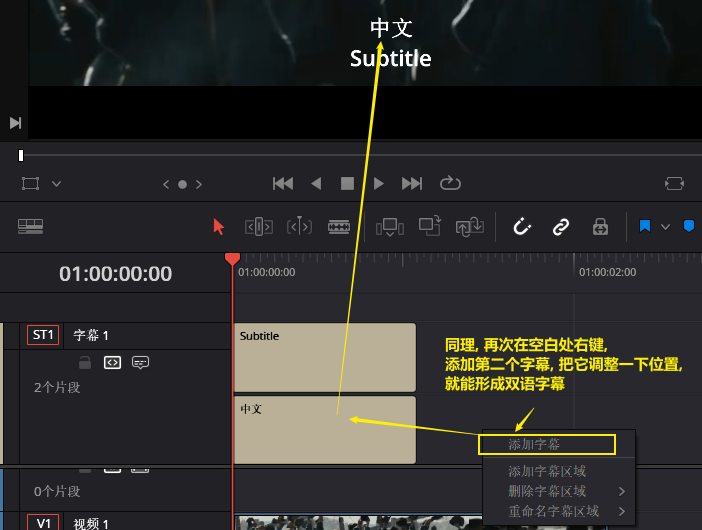 中文
Subtitle
01:00:00:00
01:00:00:00
01:00:02:00
ST1
字幕 1
2个片段
Subtitle
中文
同理, 再次在空白处右键,
添加第二个字幕, 把它调整一下位置,
就能形成双语字幕
添加字幕
添加字幕区域
删除字幕区域
重命名字幕区域
0个片段
V1
视频 1